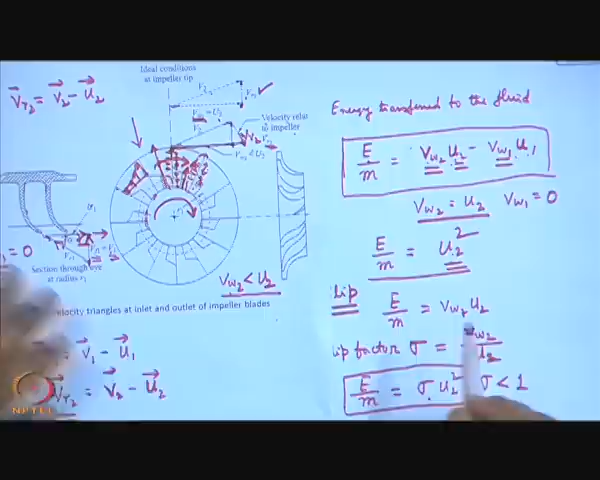 Ideal conditions
at impeller tip
V⃗r₂ = V⃗₂ − U⃗₂
V₂
Velocity relative
to impeller
Section through eye
at radius r₁
= 0
Vw₂ < U₂
velocity triangles at inlet and outlet of impeller blades
= V⃗₁ − U⃗₁
V⃗r₂ = V⃗₂ − U⃗₂
NPTEL
Energy transferred to the fluid
E/m = Vw₂ U₂ − Vw₁ U₁
Vw₂ = U₂ Vw₁ = 0
E/m = U₂²
Slip E/m = Vw₂ U₂
Slip factor σ = Vw₂/U₂
E/m = σ U₂² σ < 1